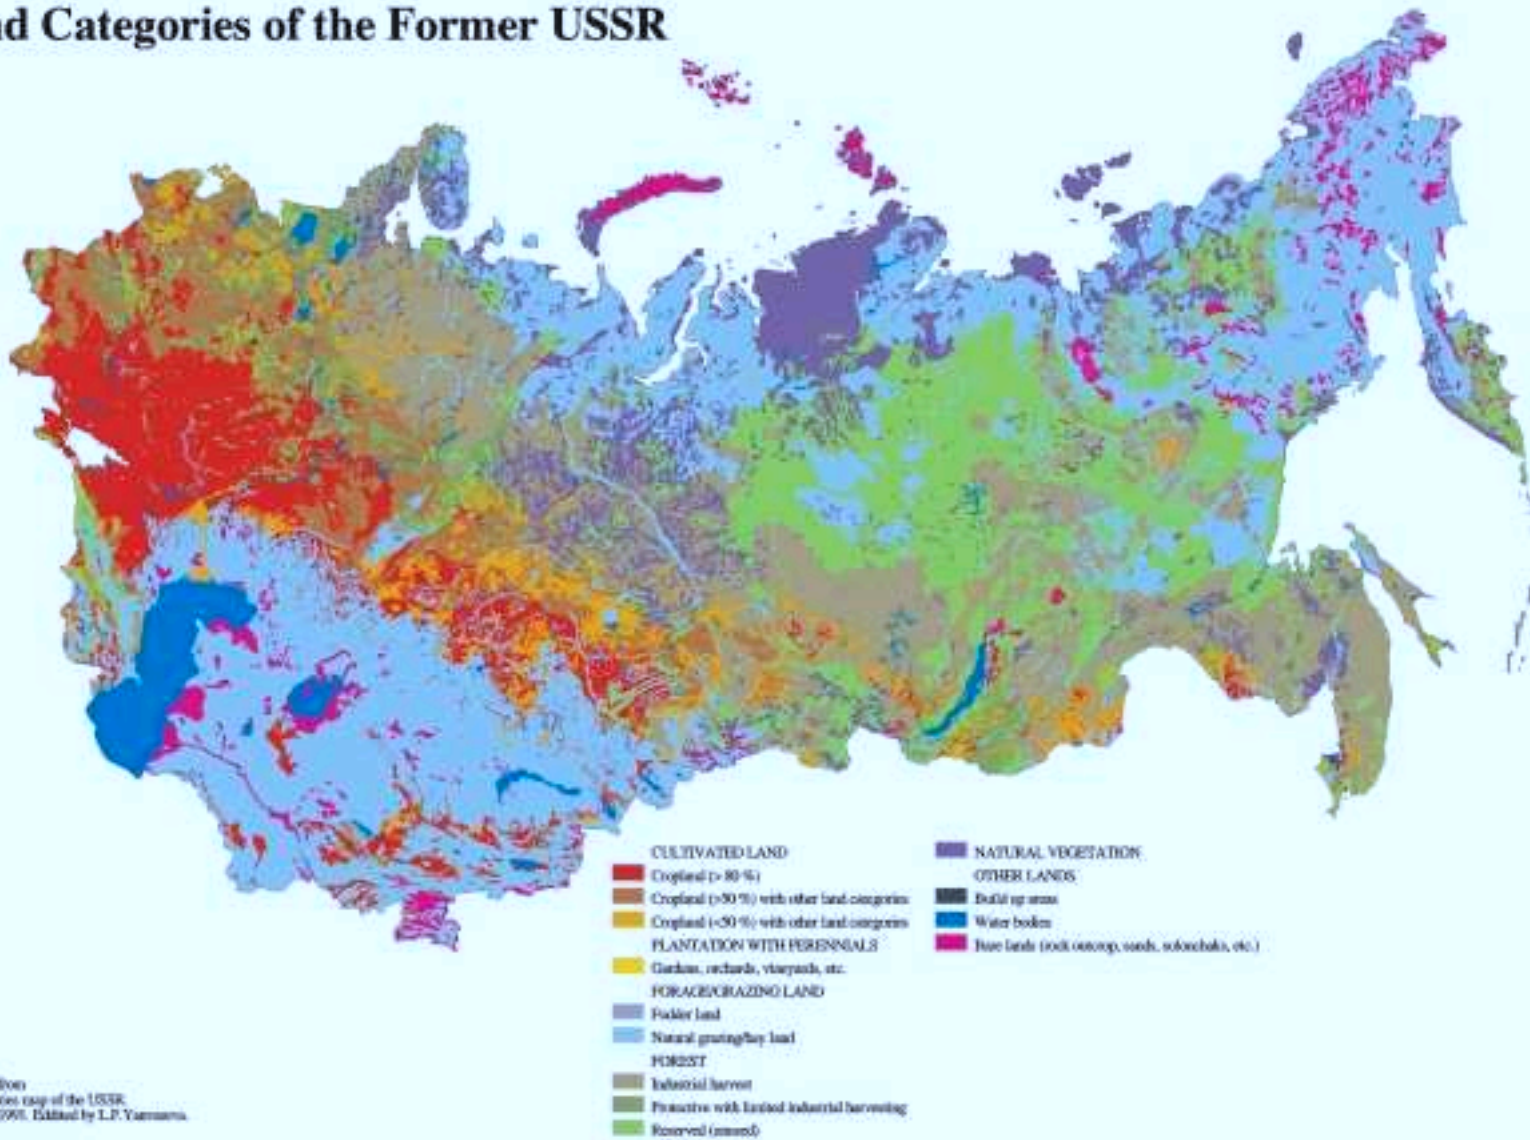 d Categories of the Former USSR
CULTIVATED LAND
Cropland (> 80 %)
Cropland (>50 %) with other land categories
Cropland (<50 %) with other land categories
PLANTATION WITH PERENNIALS
Gardens, orchards, vineyards, etc.
FORAGE/GRAZING LAND
Fodder land
Natural grazing/hay land
FOREST
Industrial harvest
Protective with limited industrial harvesting
Reserved (unused)
NATURAL VEGETATION
OTHER LANDS
Build up areas
Water bodies
Bare lands (rock outcrop, sands, solonchaks, etc.)
from
ries map of the USSR
Edited by L.P.